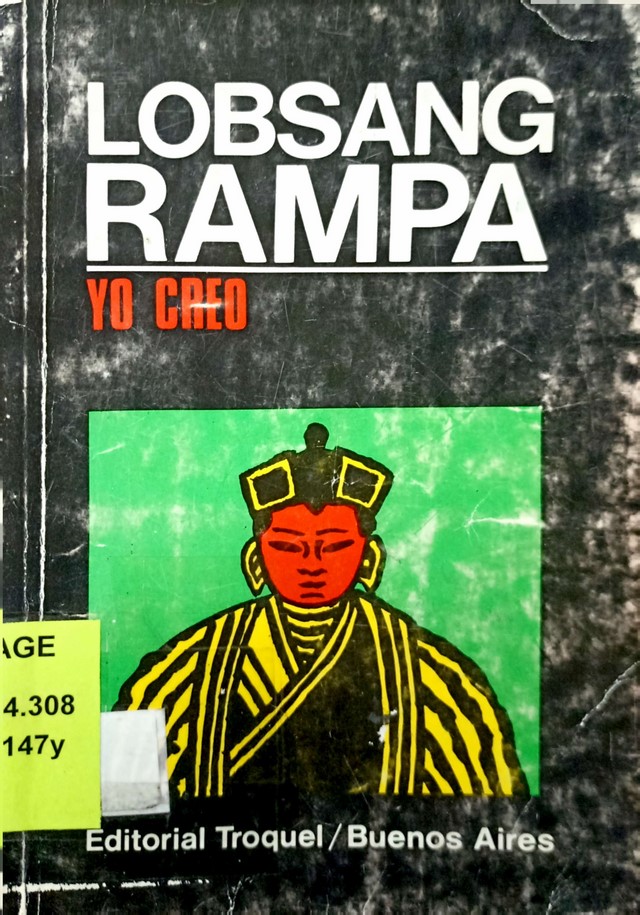 LOBSANG
RAMPA
YO CREO
AGE
4.308
147y
Editorial Troquel/Buenos Aires